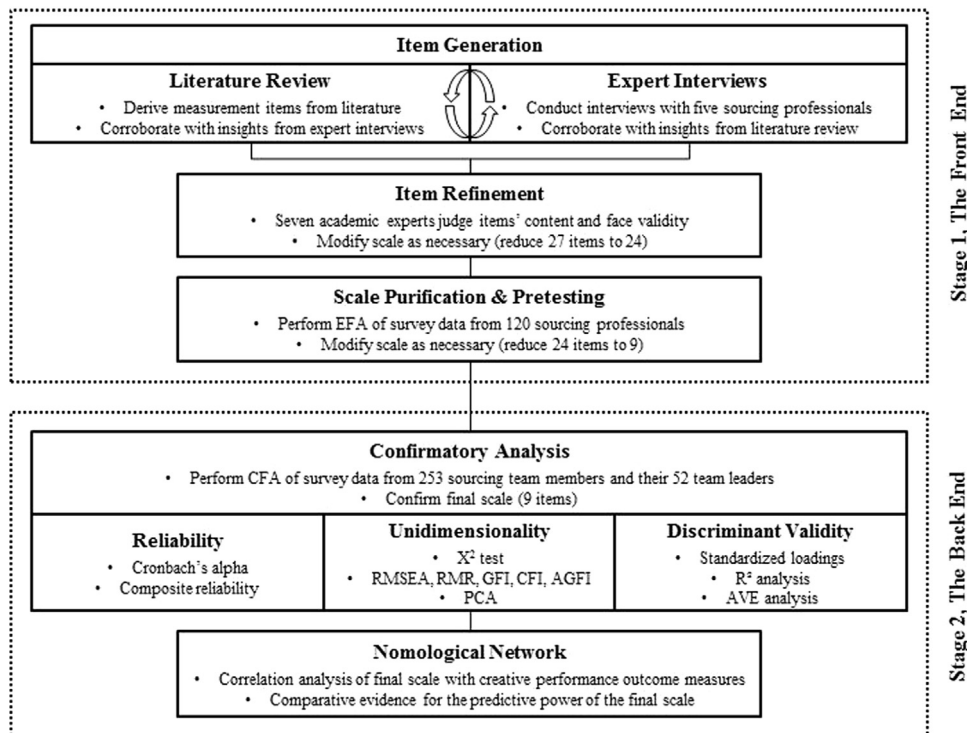 Item Generation
Literature Review
• Derive measurement items from literature
• Corroborate with insights from expert interviews
Expert Interviews
• Conduct interviews with five sourcing professionals
• Corroborate with insights from literature review
Item Refinement
• Seven academic experts judge items' content and face validity
• Modify scale as necessary (reduce 27 items to 24)
Scale Purification & Pretesting
• Perform EFA of survey data from 120 sourcing professionals
• Modify scale as necessary (reduce 24 items to 9)
Stage 1, The Front End
Confirmatory Analysis
• Perform CFA of survey data from 253 sourcing team members and their 52 team leaders
• Confirm final scale (9 items)
Reliability
• Cronbach's alpha
• Composite reliability
Unidimensionality
• X² test
• RMSEA, RMR, GFI, CFI, AGFI
• PCA
Discriminant Validity
• Standardized loadings
• R² analysis
• AVE analysis
Nomological Network
• Correlation analysis of final scale with creative performance outcome measures
• Comparative evidence for the predictive power of the final scale
Stage 2, The Back End